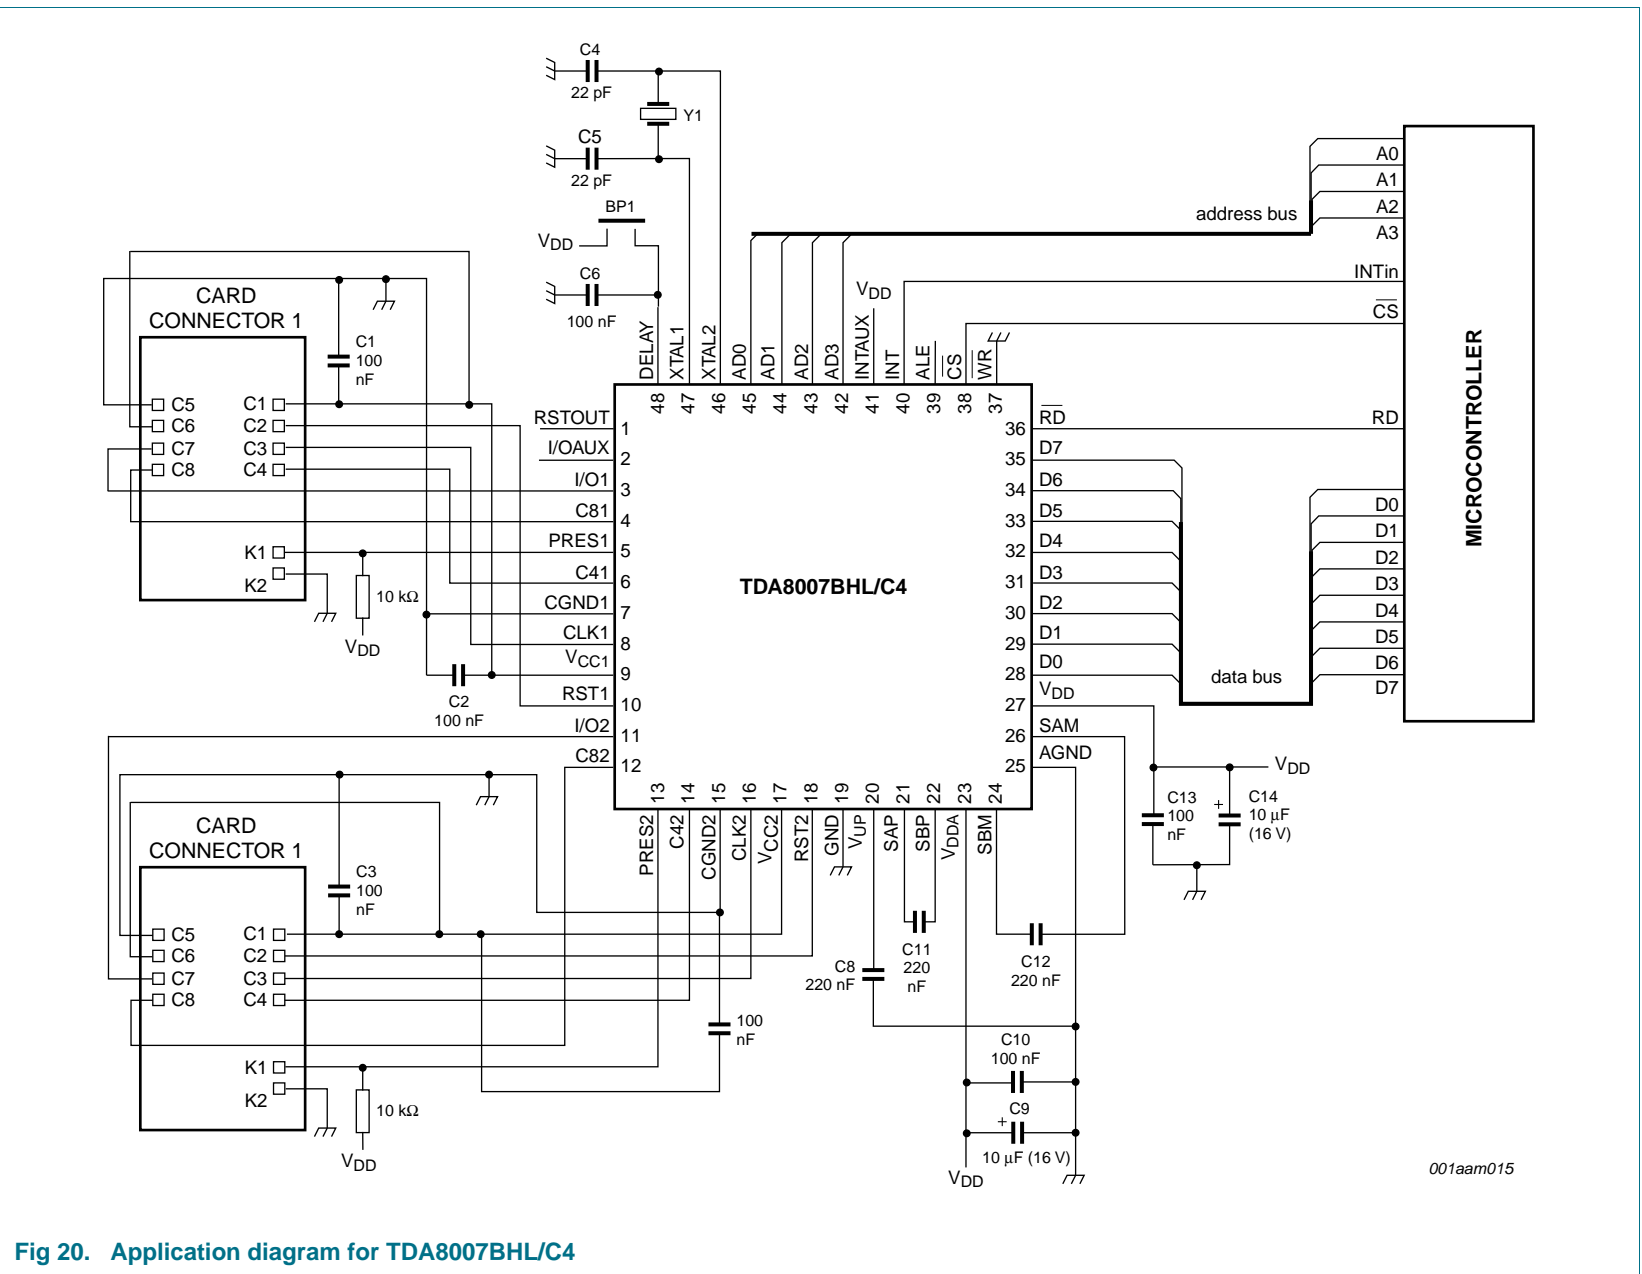 C4
22 pF
Y1
C5
22 pF
BP1
VDD
C6
100 nF
address bus
A0
A1
A2
A3
INTin
CS
RD
MICROCONTROLLER
D0
D1
D2
D3
D4
D5
D6
D7
data bus
VDD
CARD
CONNECTOR 1
C1
100
nF
C5
C6
C7
C8
C1
C2
C3
C4
K1
K2
10 kΩ
VDD
C2
100 nF
DELAY
XTAL1
XTAL2
AD0
AD1
AD2
AD3
INTAUX
INT
ALE
CS
WR
48
47
46
45
44
43
42
41
40
39
38
37
RSTOUT
1
I/OAUX
2
I/O1
3
C81
4
PRES1
5
C41
6
CGND1
7
CLK1
8
VCC1
9
RST1
10
I/O2
11
C82
12
TDA8007BHL/C4
36
RD
35
D7
34
D6
33
D5
32
D4
31
D3
30
D2
29
D1
28
D0
27
VDD
26
SAM
25
AGND
13
14
15
16
17
18
19
20
21
22
23
24
PRES2
C42
CGND2
CLK2
VCC2
RST2
GND
VUP
SAP
SBP
VDDA
SBM
VDD
C13
100
nF
+
C14
10 μF
(16 V)
CARD
CONNECTOR 1
C3
100
nF
C5
C6
C7
C8
C1
C2
C3
C4
K1
K2
10 kΩ
VDD
100
nF
C8
220 nF
C11
220
nF
C12
220 nF
C10
100 nF
C9
+
10 μF (16 V)
VDD
001aam015
Fig 20. Application diagram for TDA8007BHL/C4